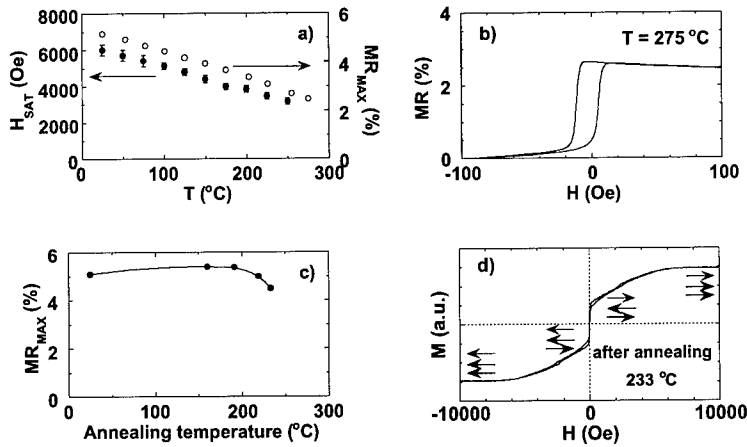 a)
H_SAT (Oe)
8000
6000
4000
2000
0
6
4
2
0
MR_MAX (%)
0
100
200
300
T (°C)
b)
T = 275 °C
MR (%)
4
2
0
-100
0
100
H (Oe)
c)
MR_MAX (%)
6
4
2
0
0
100
200
300
Annealing temperature (°C)
d)
M (a.u.)
after annealing
233 °C
-10000
0
10000
H (Oe)